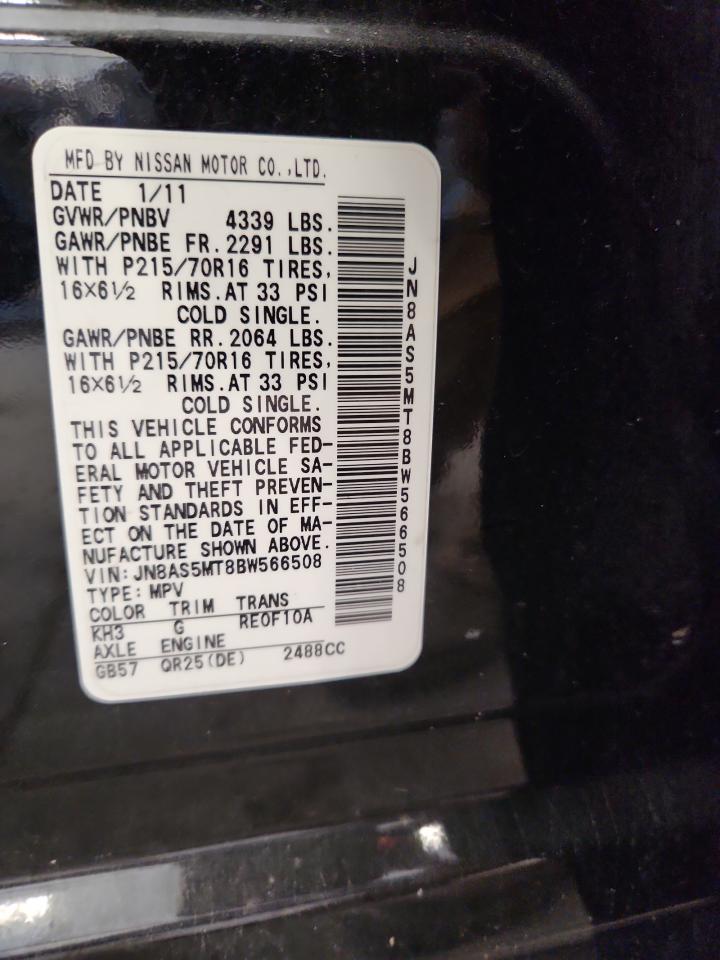 MFD BY NISSAN MOTOR CO.,LTD.
DATE 1/11
GVWR/PNBV 4339 LBS.
GAWR/PNBE FR. 2291 LBS.
WITH P215/70R16 TIRES,
16×6½ RIMS. AT 33 PSI
COLD SINGLE.
GAWR/PNBE RR. 2064 LBS.
WITH P215/70R16 TIRES,
16×6½ RIMS. AT 33 PSI
COLD SINGLE.
THIS VEHICLE CONFORMS
TO ALL APPLICABLE FED-
ERAL MOTOR VEHICLE SA-
FETY AND THEFT PREVEN-
TION STANDARDS IN EFF-
ECT ON THE DATE OF MA-
NUFACTURE SHOWN ABOVE.
VIN: JN8AS5MT8BW566508
TYPE: MPV
COLOR TRIM TRANS
KH3 G RE0F10A
AXLE ENGINE
GB57 QR25(DE) 2488CC
JN8AS5MT8BW566508